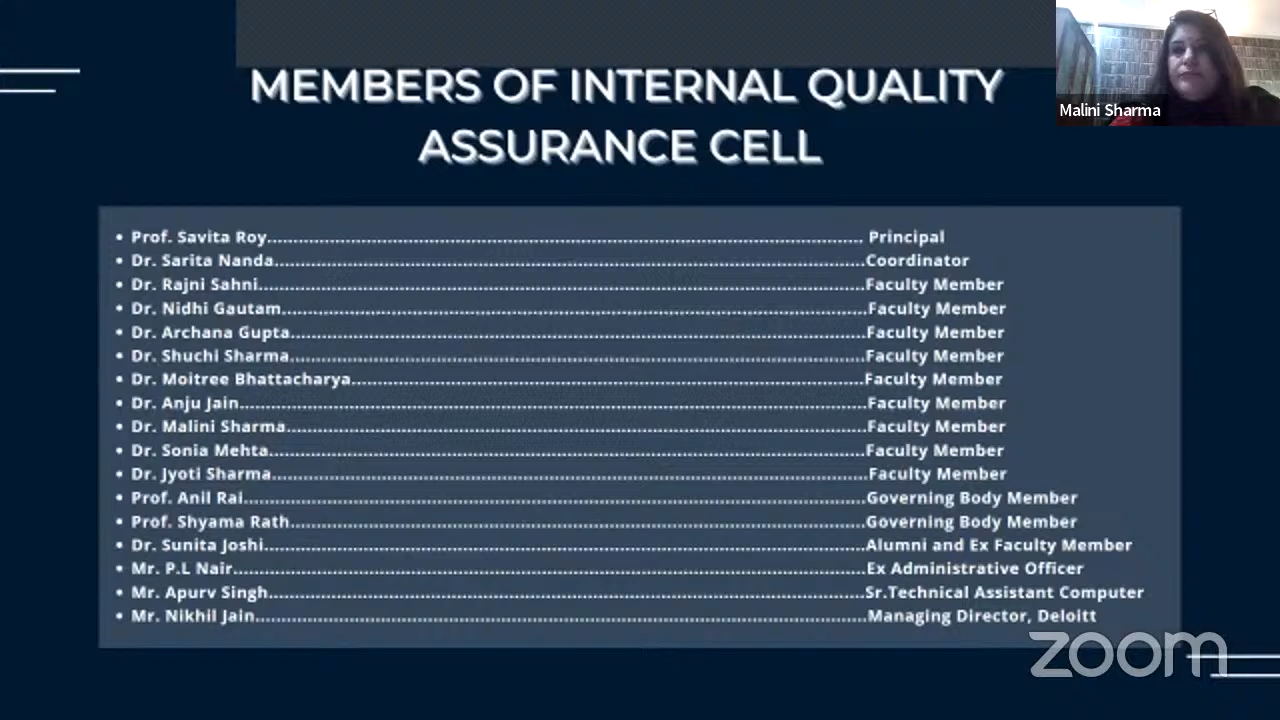 MEMBERS OF INTERNAL QUALITY
ASSURANCE CELL
Malini Sharma
• Prof. Savita Roy................................................ Principal
• Dr. Sarita Nanda................................................Coordinator
• Dr. Rajni Sahni................................................Faculty Member
• Dr. Nidhi Gautam................................................Faculty Member
• Dr. Archana Gupta................................................Faculty Member
• Dr. Shuchi Sharma................................................Faculty Member
• Dr. Moitree Bhattacharya................................................Faculty Member
• Dr. Anju Jain................................................Faculty Member
• Dr. Malini Sharma................................................Faculty Member
• Dr. Sonia Mehta................................................Faculty Member
• Dr. Jyoti Sharma................................................Faculty Member
• Prof. Anil Rai................................................Governing Body Member
• Prof. Shyama Rath................................................Governing Body Member
• Dr. Sunita Joshi................................................Alumni and Ex Faculty Member
• Mr. P.L Nair................................................Ex Administrative Officer
• Mr. Apurv Singh................................................Sr.Technical Assistant Computer
• Mr. Nikhil Jain................................................Managing Director, Deloitt
zoom